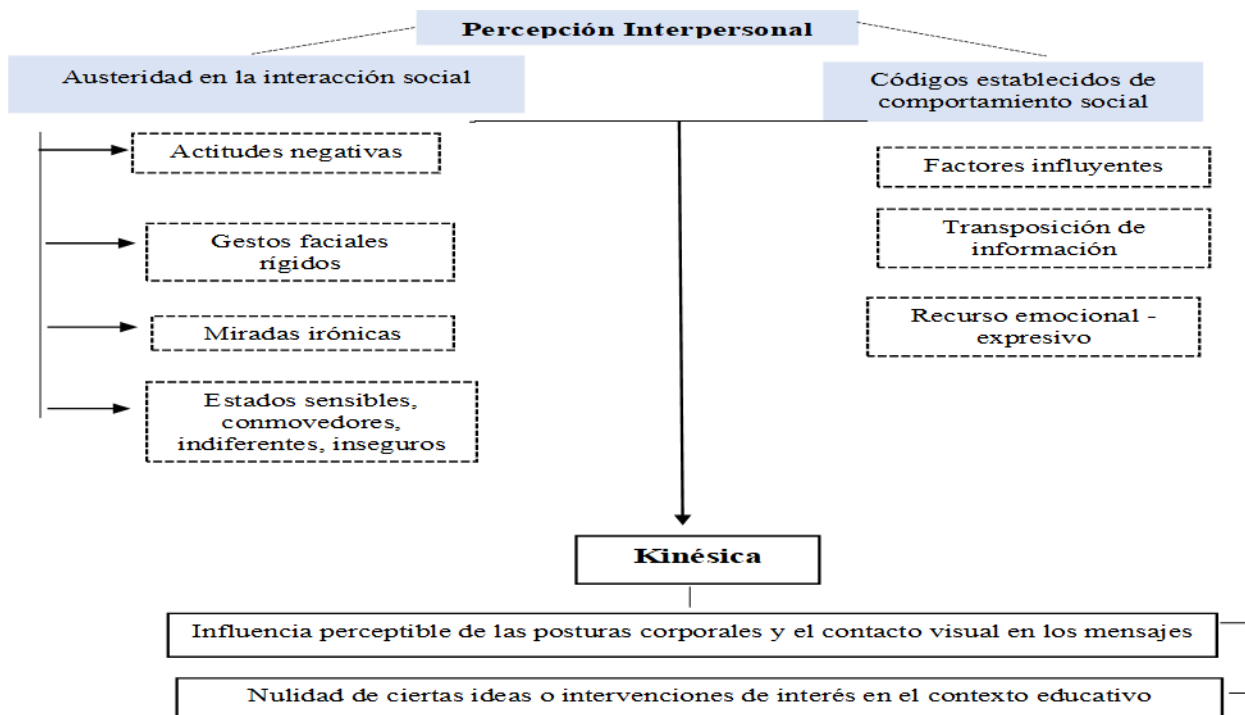 Percepción Interpersonal
Austeridad en la interacción social
Códigos establecidos de
comportamiento social
Actitudes negativas
Gestos faciales
rígidos
Miradas irónicas
Estados sensibles,
conmovedores,
indiferentes, inseguros
Factores influyentes
Transposición de
información
Recurso emocional -
expresivo
Kinésica
Influencia perceptible de las posturas corporales y el contacto visual en los mensajes
Nulidad de ciertas ideas o intervenciones de interés en el contexto educativo